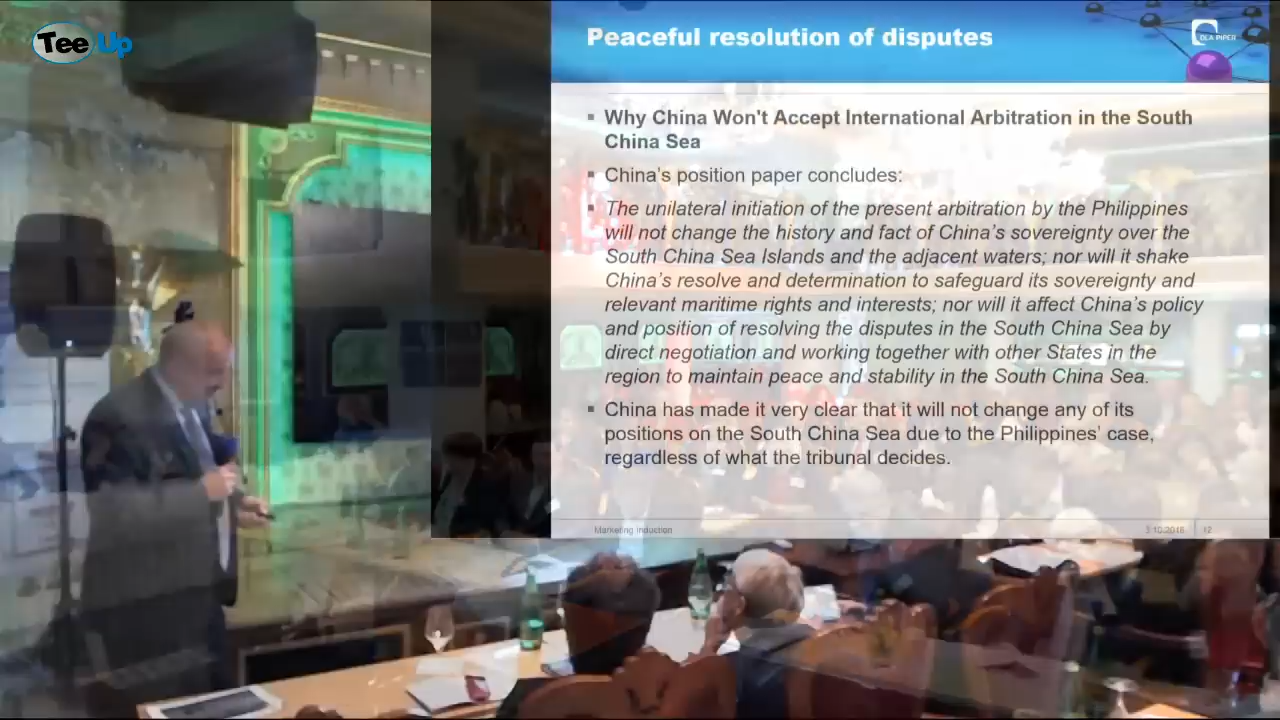 Tee Up
Peaceful resolution of disputes
DLA PIPER
▪ Why China Won't Accept International Arbitration in the South
China Sea
▪ China's position paper concludes:
▪ The unilateral initiation of the present arbitration by the Philippines
will not change the history and fact of China's sovereignty over the
South China Sea Islands and the adjacent waters; nor will it shake
China's resolve and determination to safeguard its sovereignty and
relevant maritime rights and interests; nor will it affect China's policy
and position of resolving the disputes in the South China Sea by
direct negotiation and working together with other States in the
region to maintain peace and stability in the South China Sea.
▪ China has made it very clear that it will not change any of its
positions on the South China Sea due to the Philippines' case,
regardless of what the tribunal decides.
Marketing Induction
12